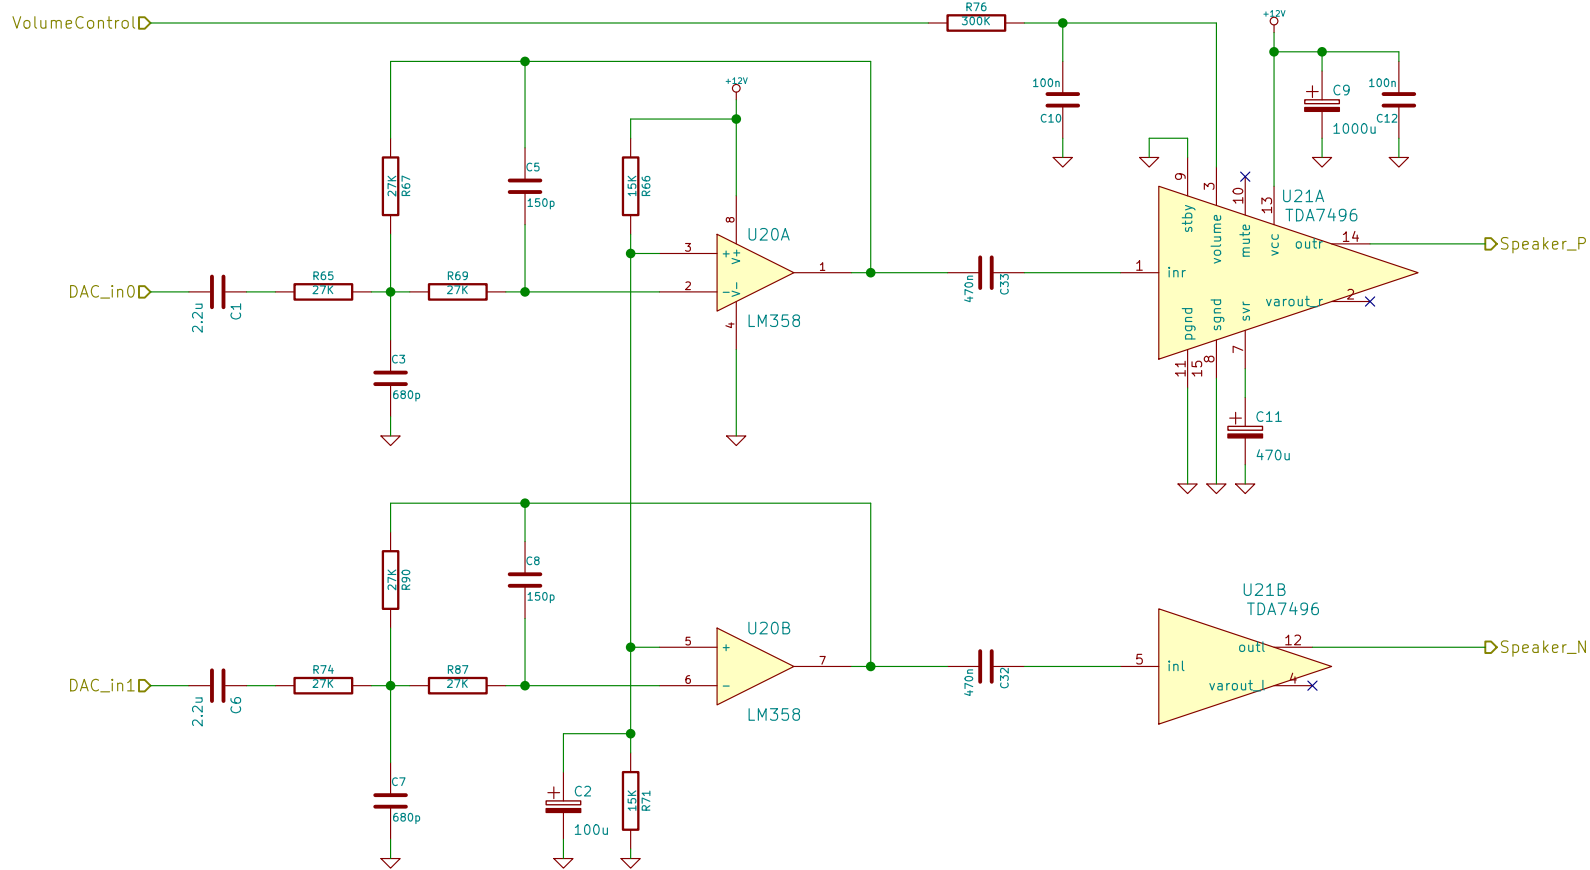 VolumeControl
R76
300K
+12V
100n
C10
C9
1000u
100n
C12
+12V
27K
R67
C5
150p
15K
R66
8
U20A
3
+
V+
1
2
-
V-
4
LM358
DAC_in0
2.2u
C1
R65
27K
R69
27K
C3
680p
470n
C33
9
3
10
13
U21A
TDA7496
stby
volume
mute
vcc
outr
14
Speaker_P
1
inr
varout_r
2
pgnd
sgnd
svr
11
15
8
7
C11
470u
27K
R90
C8
150p
U20B
5
+
7
6
-
LM358
DAC_in1
2.2u
C6
R74
27K
R87
27K
C7
680p
C2
100u
15K
R71
470n
C32
U21B
TDA7496
outl
12
Speaker_N
5
inl
varout_l
4